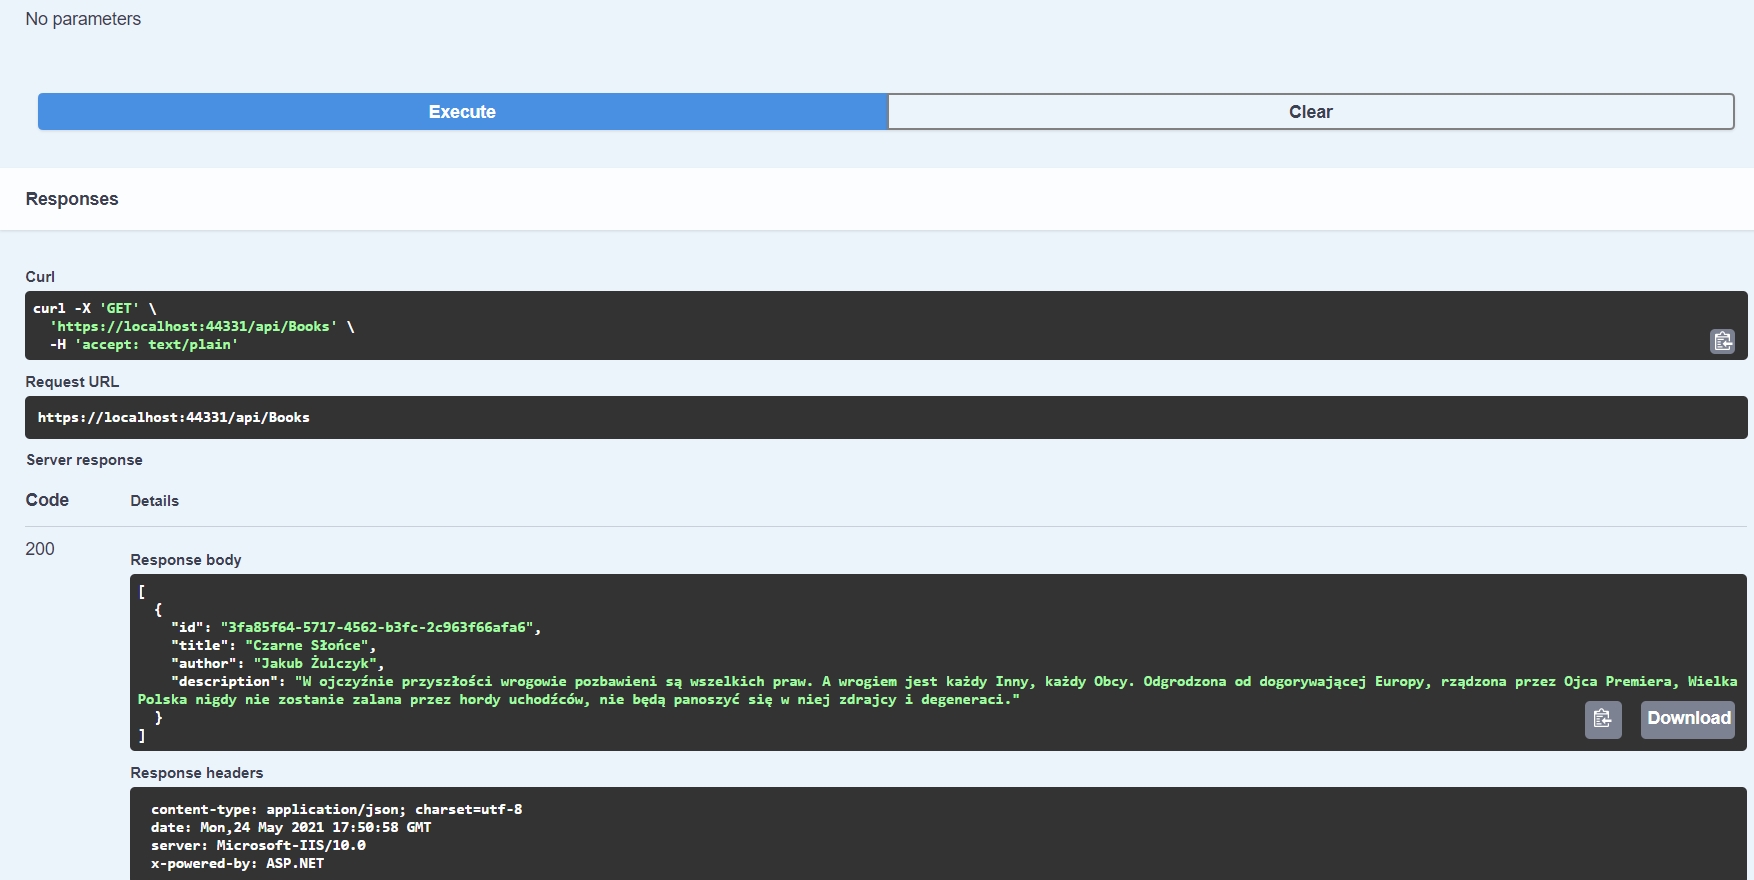 No parameters
Execute
Clear
Responses
Curl
curl -X 'GET' \
'https://localhost:44331/api/Books' \
-H 'accept: text/plain'
Request URL
https://localhost:44331/api/Books
Server response
Code
Details
200
Response body
[
{
"id": "3fa85f64-5717-4562-b3fc-2c963f66afa6",
"title": "Czarne Słońce",
"author": "Jakub Żulczyk",
"description": "W ojczyźnie przyszłości wrogowie pozbawieni są wszelkich praw. A wrogiem jest każdy Inny, każdy Obcy. Odgrodzona od dogorywającej Europy, rządzona przez Ojca Premiera, Wielka
Polska nigdy nie zostanie zalana przez hordy uchodźców, nie będą panoszyć się w niej zdrajcy i degeneraci."
}
]
Download
Response headers
content-type: application/json; charset=utf-8
date: Mon,24 May 2021 17:50:58 GMT
server: Microsoft-IIS/10.0
x-powered-by: ASP.NET